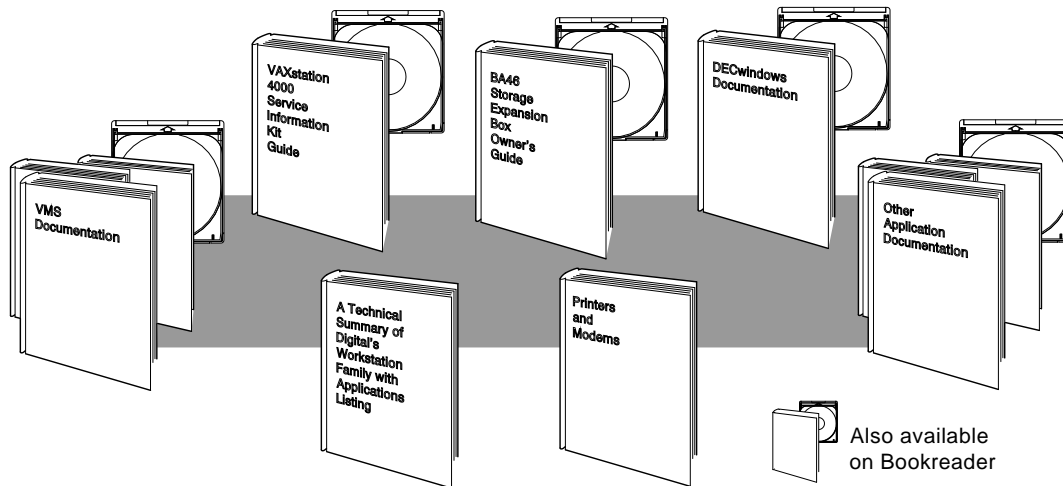 VAXstation
4000
Service
Information
Kit
Guide
BA46
Storage
Expansion
Box
Owner's
Guide
DECwindows
Documentation
VMS
Documentation
Other
Application
Documentation
A Technical
Summary of
Digital's
Workstation
Family with
Applications
Listing
Printers
and
Modems
Also available
on Bookreader